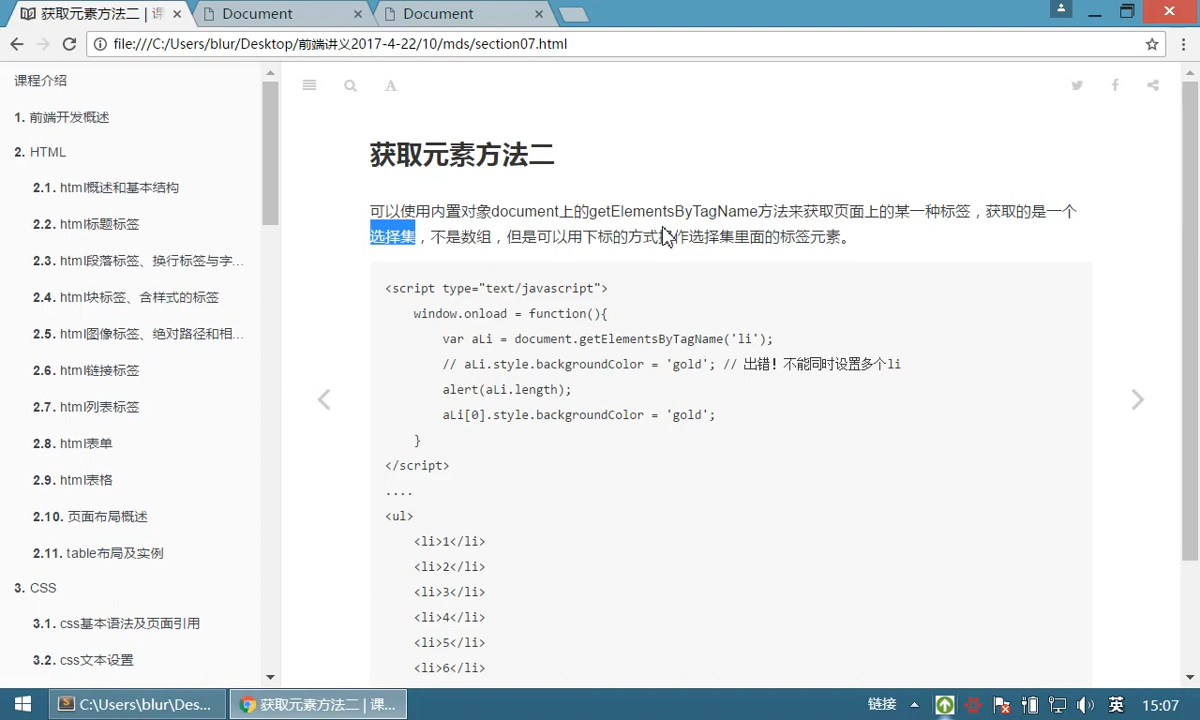 获取元素方法二 | 课
Document
Document
file:///C:/Users/blur/Desktop/前端讲义2017-4-22/10/mds/section07.html
课程介绍
1. 前端开发概述
2. HTML
2.1. html概述和基本结构
2.2. html标题标签
2.3. html段落标签、换行标签与字...
2.4. html块标签、含样式的标签
2.5. html图像标签、绝对路径和相...
2.6. html链接标签
2.7. html列表标签
2.8. html表单
2.9. html表格
2.10. 页面布局概述
2.11. table布局及实例
3. CSS
3.1. css基本语法及页面引用
3.2. css文本设置
A
获取元素方法二
可以使用内置对象document上的getElementsByTagName方法来获取页面上的某一种标签，获取的是一个
选择集，不是数组，但是可以用下标的方式操作选择集里面的标签元素。
<script type="text/javascript">
window.onload = function(){
var aLi = document.getElementsByTagName('li');
// aLi.style.backgroundColor = 'gold'; // 出错！不能同时设置多个li
alert(aLi.length);
aLi[0].style.backgroundColor = 'gold';
}
</script>
....
<ul>
<li>1</li>
<li>2</li>
<li>3</li>
<li>4</li>
<li>5</li>
<li>6</li>
C:\Users\blur\Des...
获取元素方法二 | 课...
链接
英
15:07